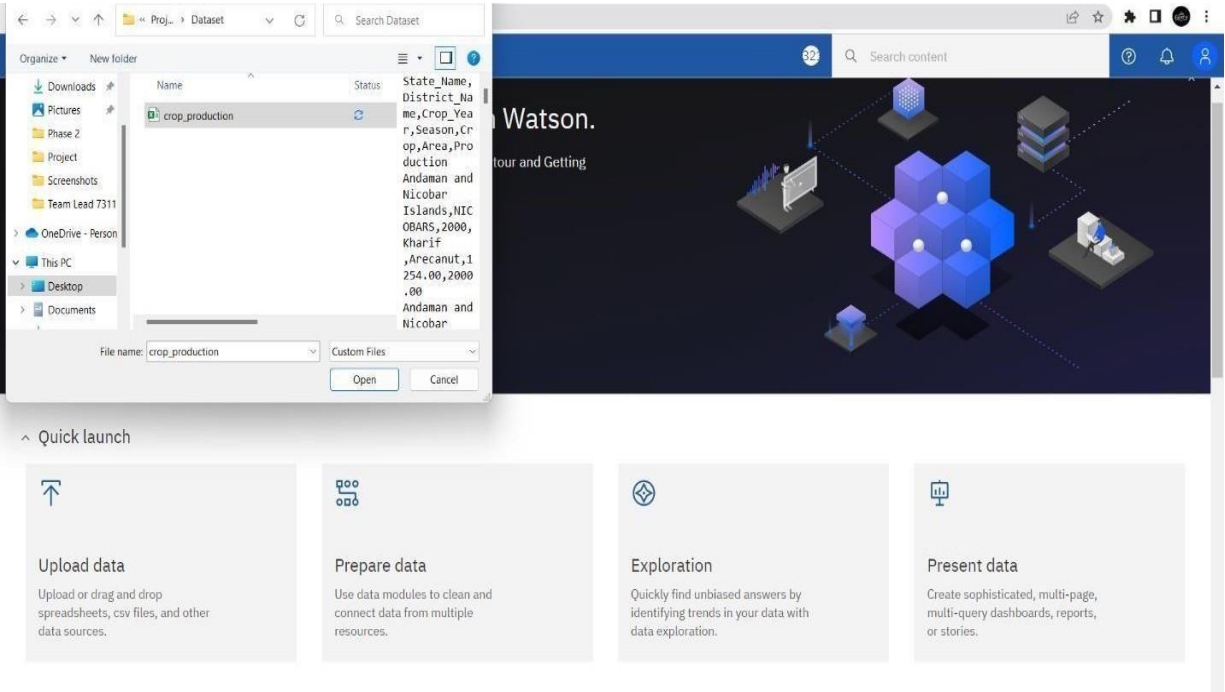 « Proj... › Dataset
Search Dataset
Organize
New folder
Downloads
Pictures
Phase 2
Project
Screenshots
Team Lead 7311
OneDrive - Person
This PC
Desktop
Documents
Name
Status
crop_production
State_Name,
District_Na
me,Crop_Yea
r,Season,Cr
op,Area,Pro
duction
Andaman and
Nicobar
Islands,NIC
OBARS,2000,
Kharif
,Arecanut,1
254.00,2000
.00
Andaman and
Nicobar
File name:
crop_production
Custom Files
Open
Cancel
Search content
Watson.
tour and Getting
Quick launch
Upload data
Upload or drag and drop
spreadsheets, csv files, and other
data sources.
Prepare data
Use data modules to clean and
connect data from multiple
resources.
Exploration
Quickly find unbiased answers by
identifying trends in your data with
data exploration.
Present data
Create sophisticated, multi-page,
multi-query dashboards, reports,
or stories.